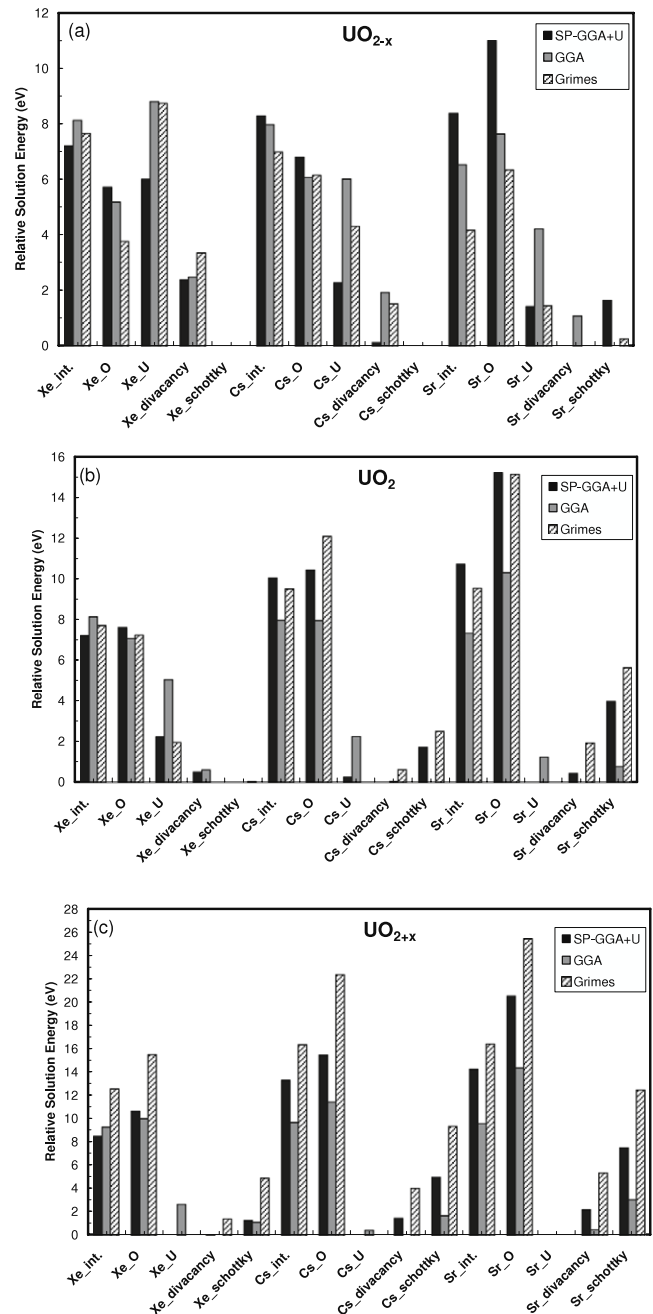 (a)
UO2-x
SP-GGA+U
GGA
Grimes
Relative Solution Energy (eV)
12
10
8
6
4
2
0
Xe_int.
Xe_O
Xe_U
Xe_divacancy
Xe_schottky
Cs_int.
Cs_O
Cs_U
Cs_divacancy
Cs_schottky
Sr_int.
Sr_O
Sr_U
Sr_divacancy
Sr_schottky
(b)
UO2
SP-GGA+U
GGA
Grimes
Relative Solution Energy (eV)
16
14
12
10
8
6
4
2
0
Xe_int.
Xe_O
Xe_U
Xe_divacancy
Xe_schottky
Cs_int.
Cs_O
Cs_U
Cs_divacancy
Cs_schottky
Sr_int.
Sr_O
Sr_U
Sr_divacancy
Sr_schottky
(c)
UO2+x
SP-GGA+U
GGA
Grimes
Relative Solution Energy (eV)
28
26
24
22
20
18
16
14
12
10
8
6
4
2
0
Xe_int.
Xe_O
Xe_U
Xe_divacancy
Xe_schottky
Cs_int.
Cs_O
Cs_U
Cs_divacancy
Cs_schottky
Sr_int.
Sr_O
Sr_U
Sr_divacancy
Sr_schottky